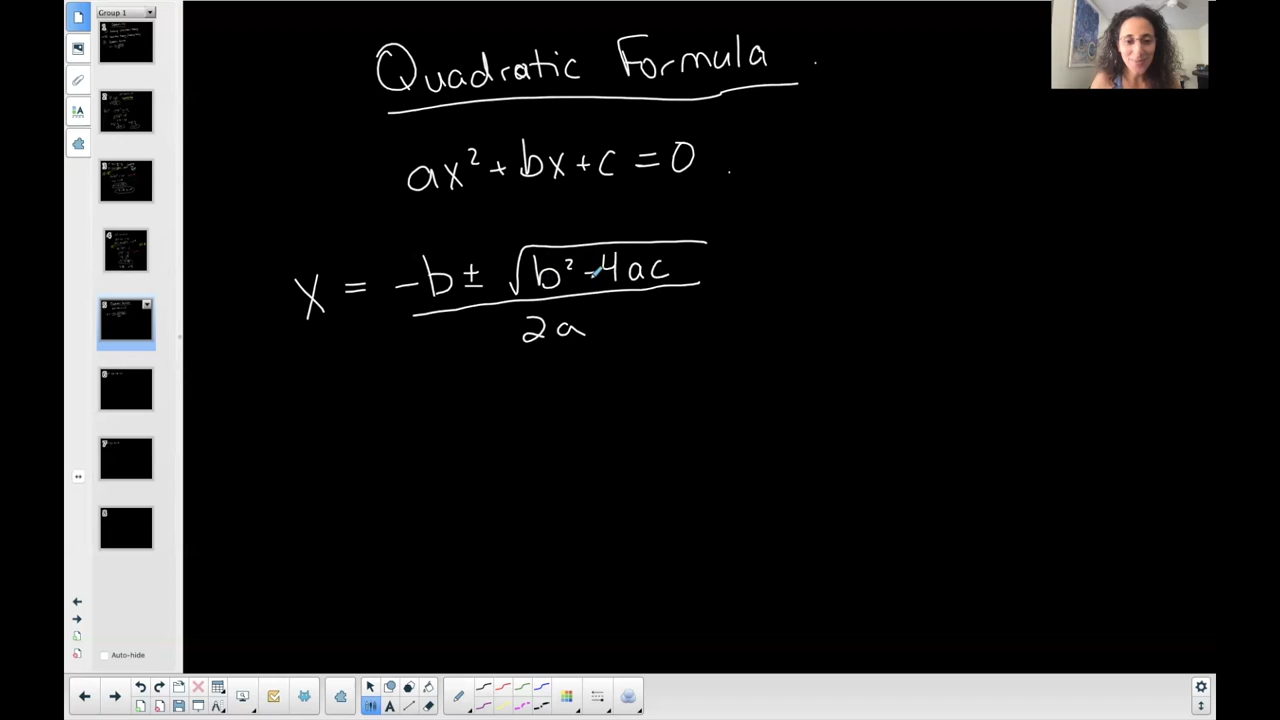 Group 1
Quadratic Formula .
ax² + bx + c = 0 .
x = -b ± √b² - 4ac
2a
Auto-hide